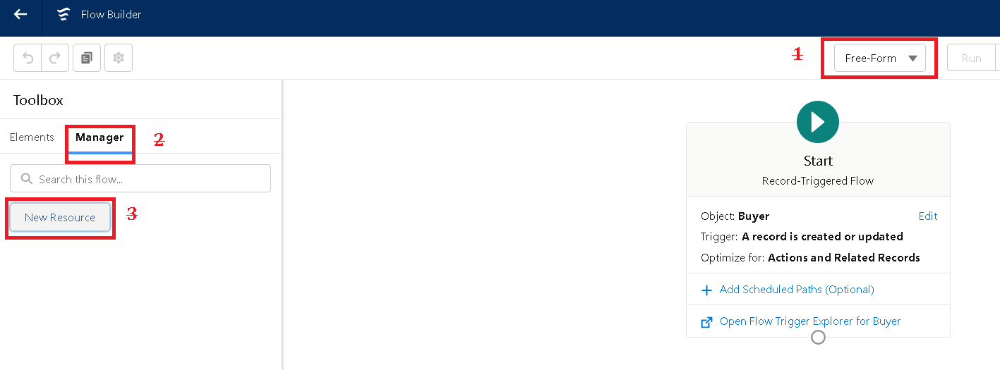 Flow Builder
1
Free-Form
Run
Toolbox
Elements
Manager
2
Search this flow...
New Resource
3
Start
Record-Triggered Flow
Object: Buyer
Edit
Trigger: A record is created or updated
Optimize for: Actions and Related Records
Add Scheduled Paths (Optional)
Open Flow Trigger Explorer for Buyer